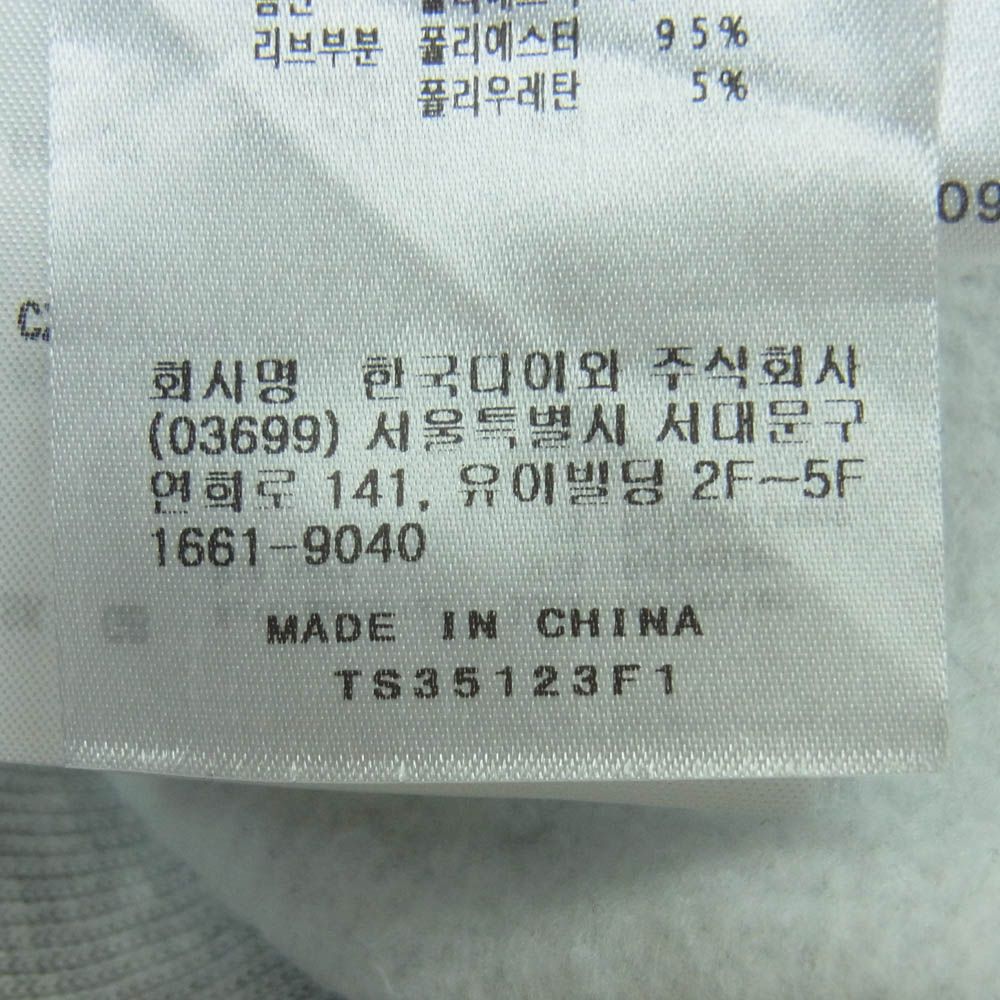 리브부분 폴리에스터 95%
폴리우레탄 5%
09
회사명 한국다이와 주식회사
(03699) 서울특별시 서대문구
연희로 141, 유이빌딩 2F~5F
1661-9040
MADE IN CHINA
TS35123F1